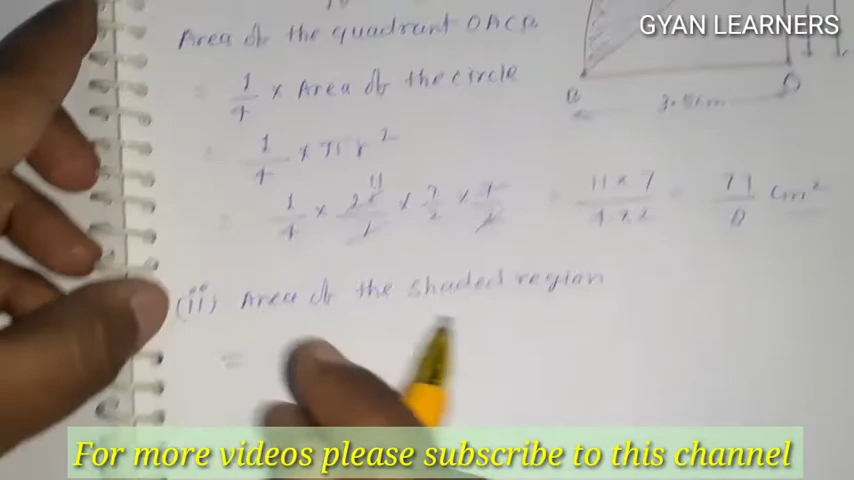 GYAN LEARNERS
Area of the quadrant OACB
= 1/4 × Area of the circle
= 1/4 × π r²
B
3.5 cm
O
= 1/4 × 22/7 × 7/2 × 7/2 = 11 × 7 / 4 × 2 = 77/8 cm²
(ii) Area of the shaded region
=
For more videos please subscribe to this channel